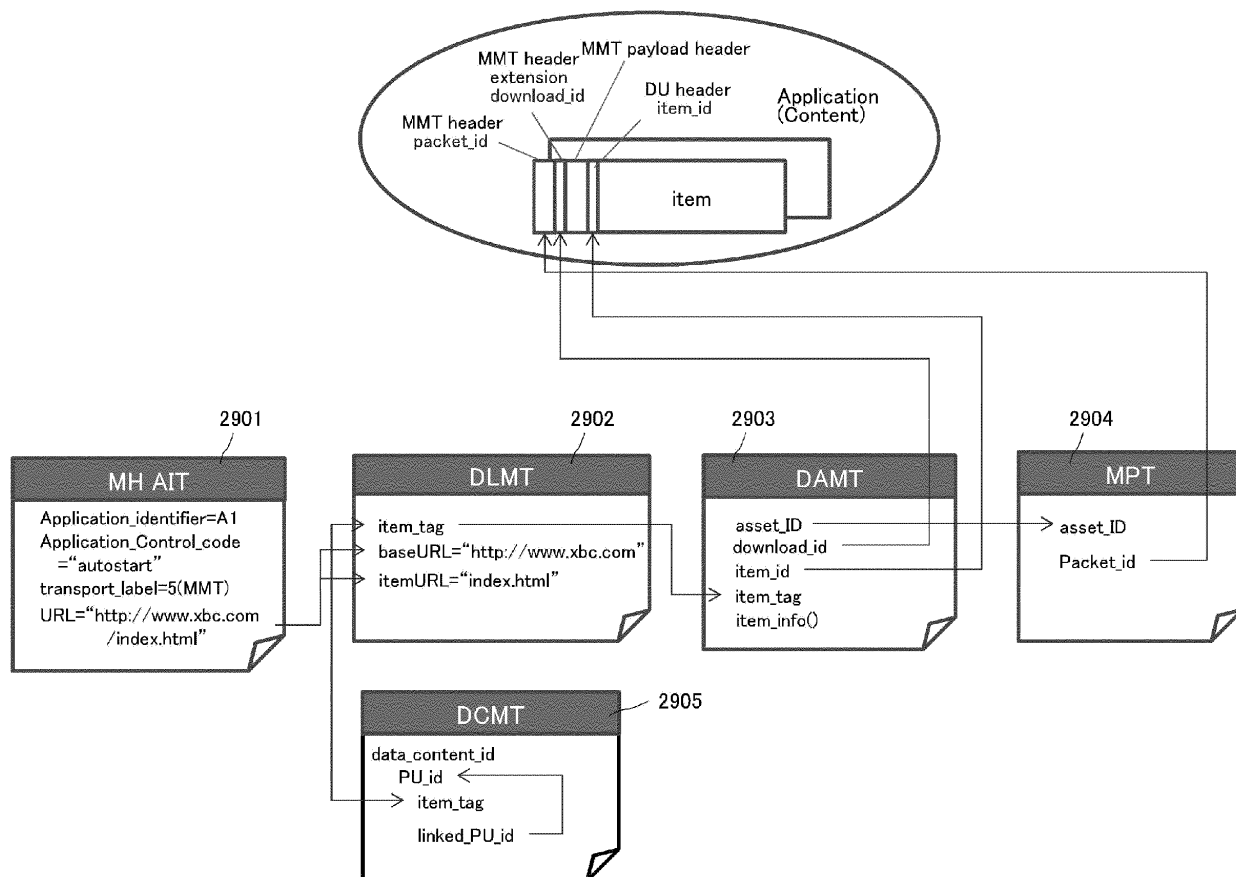 MMT header
extension
download_id
MMT payload header
DU header
item_id
Application
(Content)
MMT header
packet_id
item
2901
MH AIT
Application_identifier=A1
Application_Control_code
="autostart"
transport_label=5(MMT)
URL="http://www.xbc.com
/index.html"
2902
DLMT
item_tag
baseURL="http://www.xbc.com"
itemURL="index.html"
2903
DAMT
asset_ID
download_id
item_id
item_tag
item_info()
2904
MPT
asset_ID
Packet_id
2905
DCMT
data_content_id
PU_id
item_tag
linked_PU_id